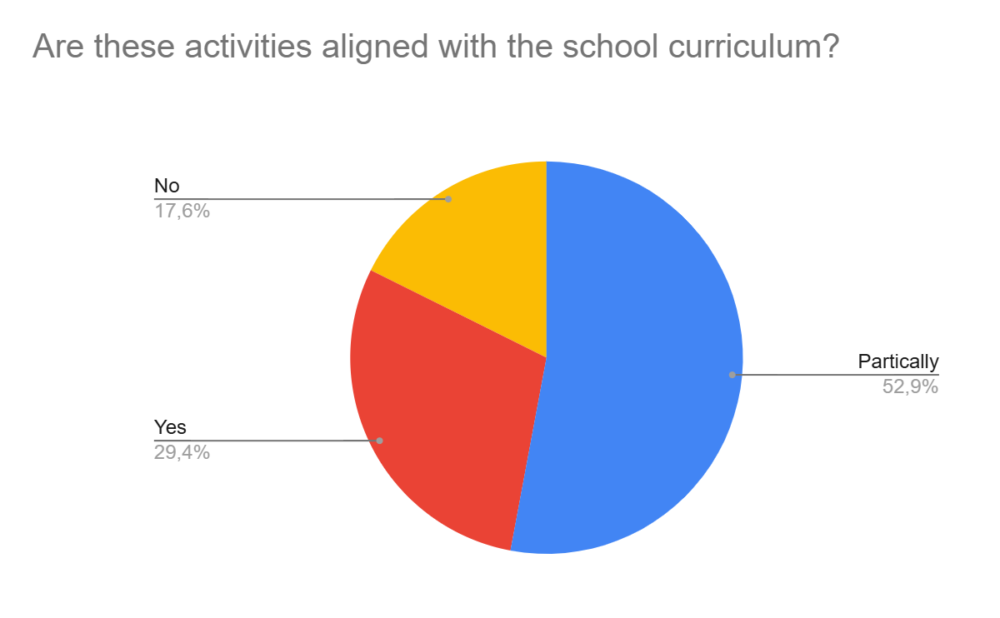 Are these activities aligned with the school curriculum?
No
17,6%
Partically
52,9%
Yes
29,4%